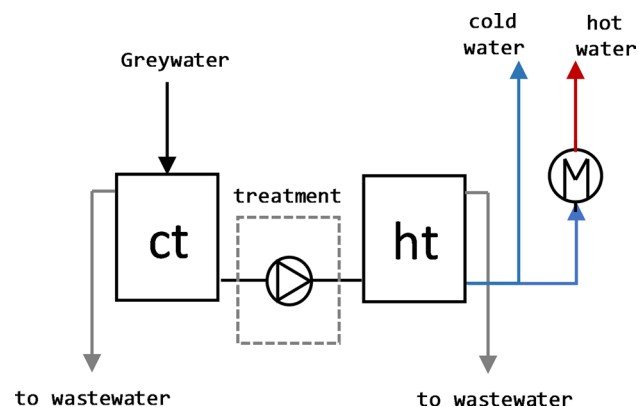 cold
water
hot
water
Greywater
treatment
ct
ht
M
to wastewater
to wastewater